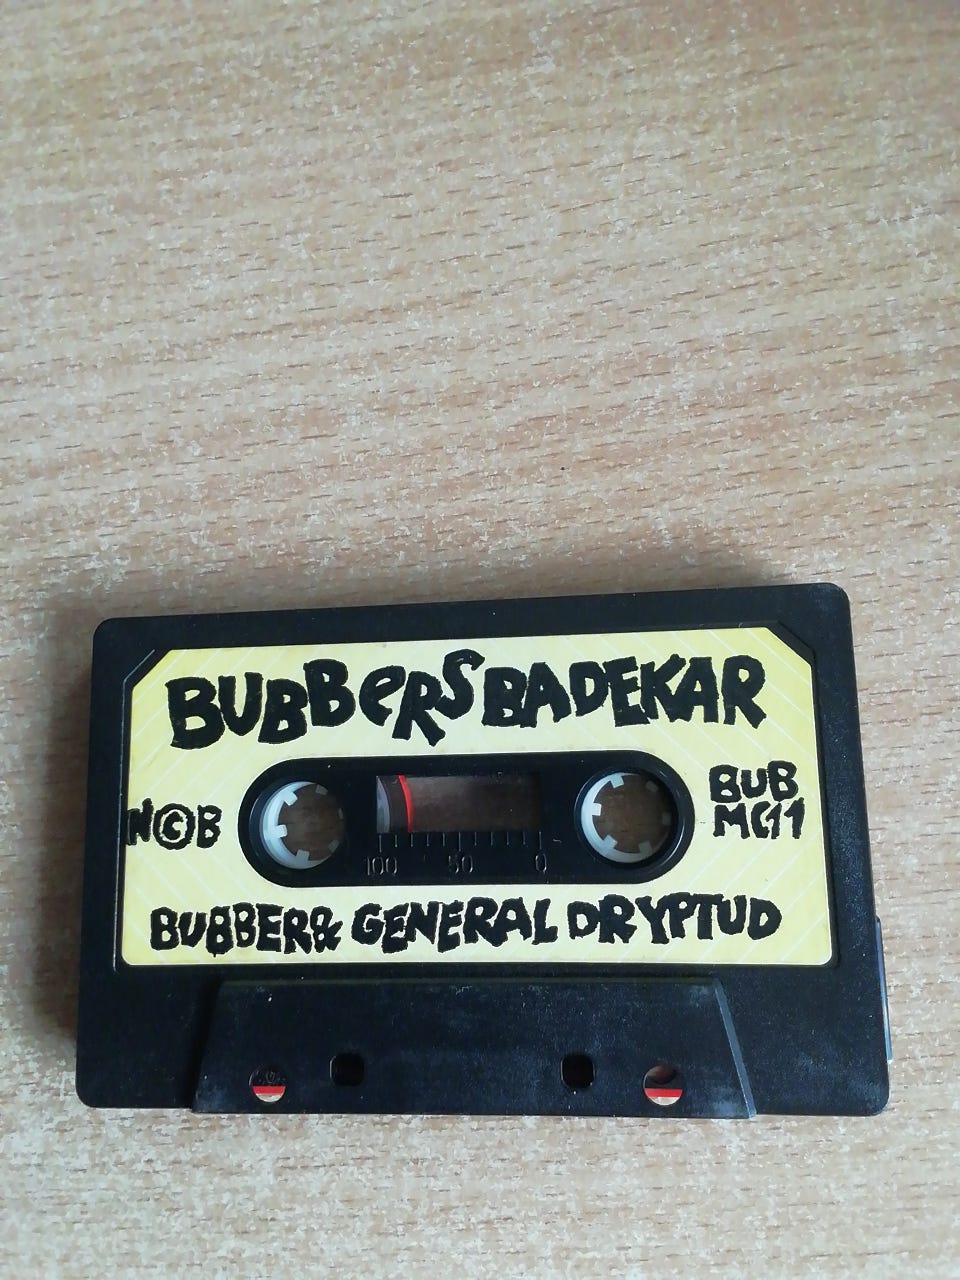 BUBBERS BADEKAR
N©B
BUB
MC11
100 50 0
BUBBER & GENERAL DRYPTUD